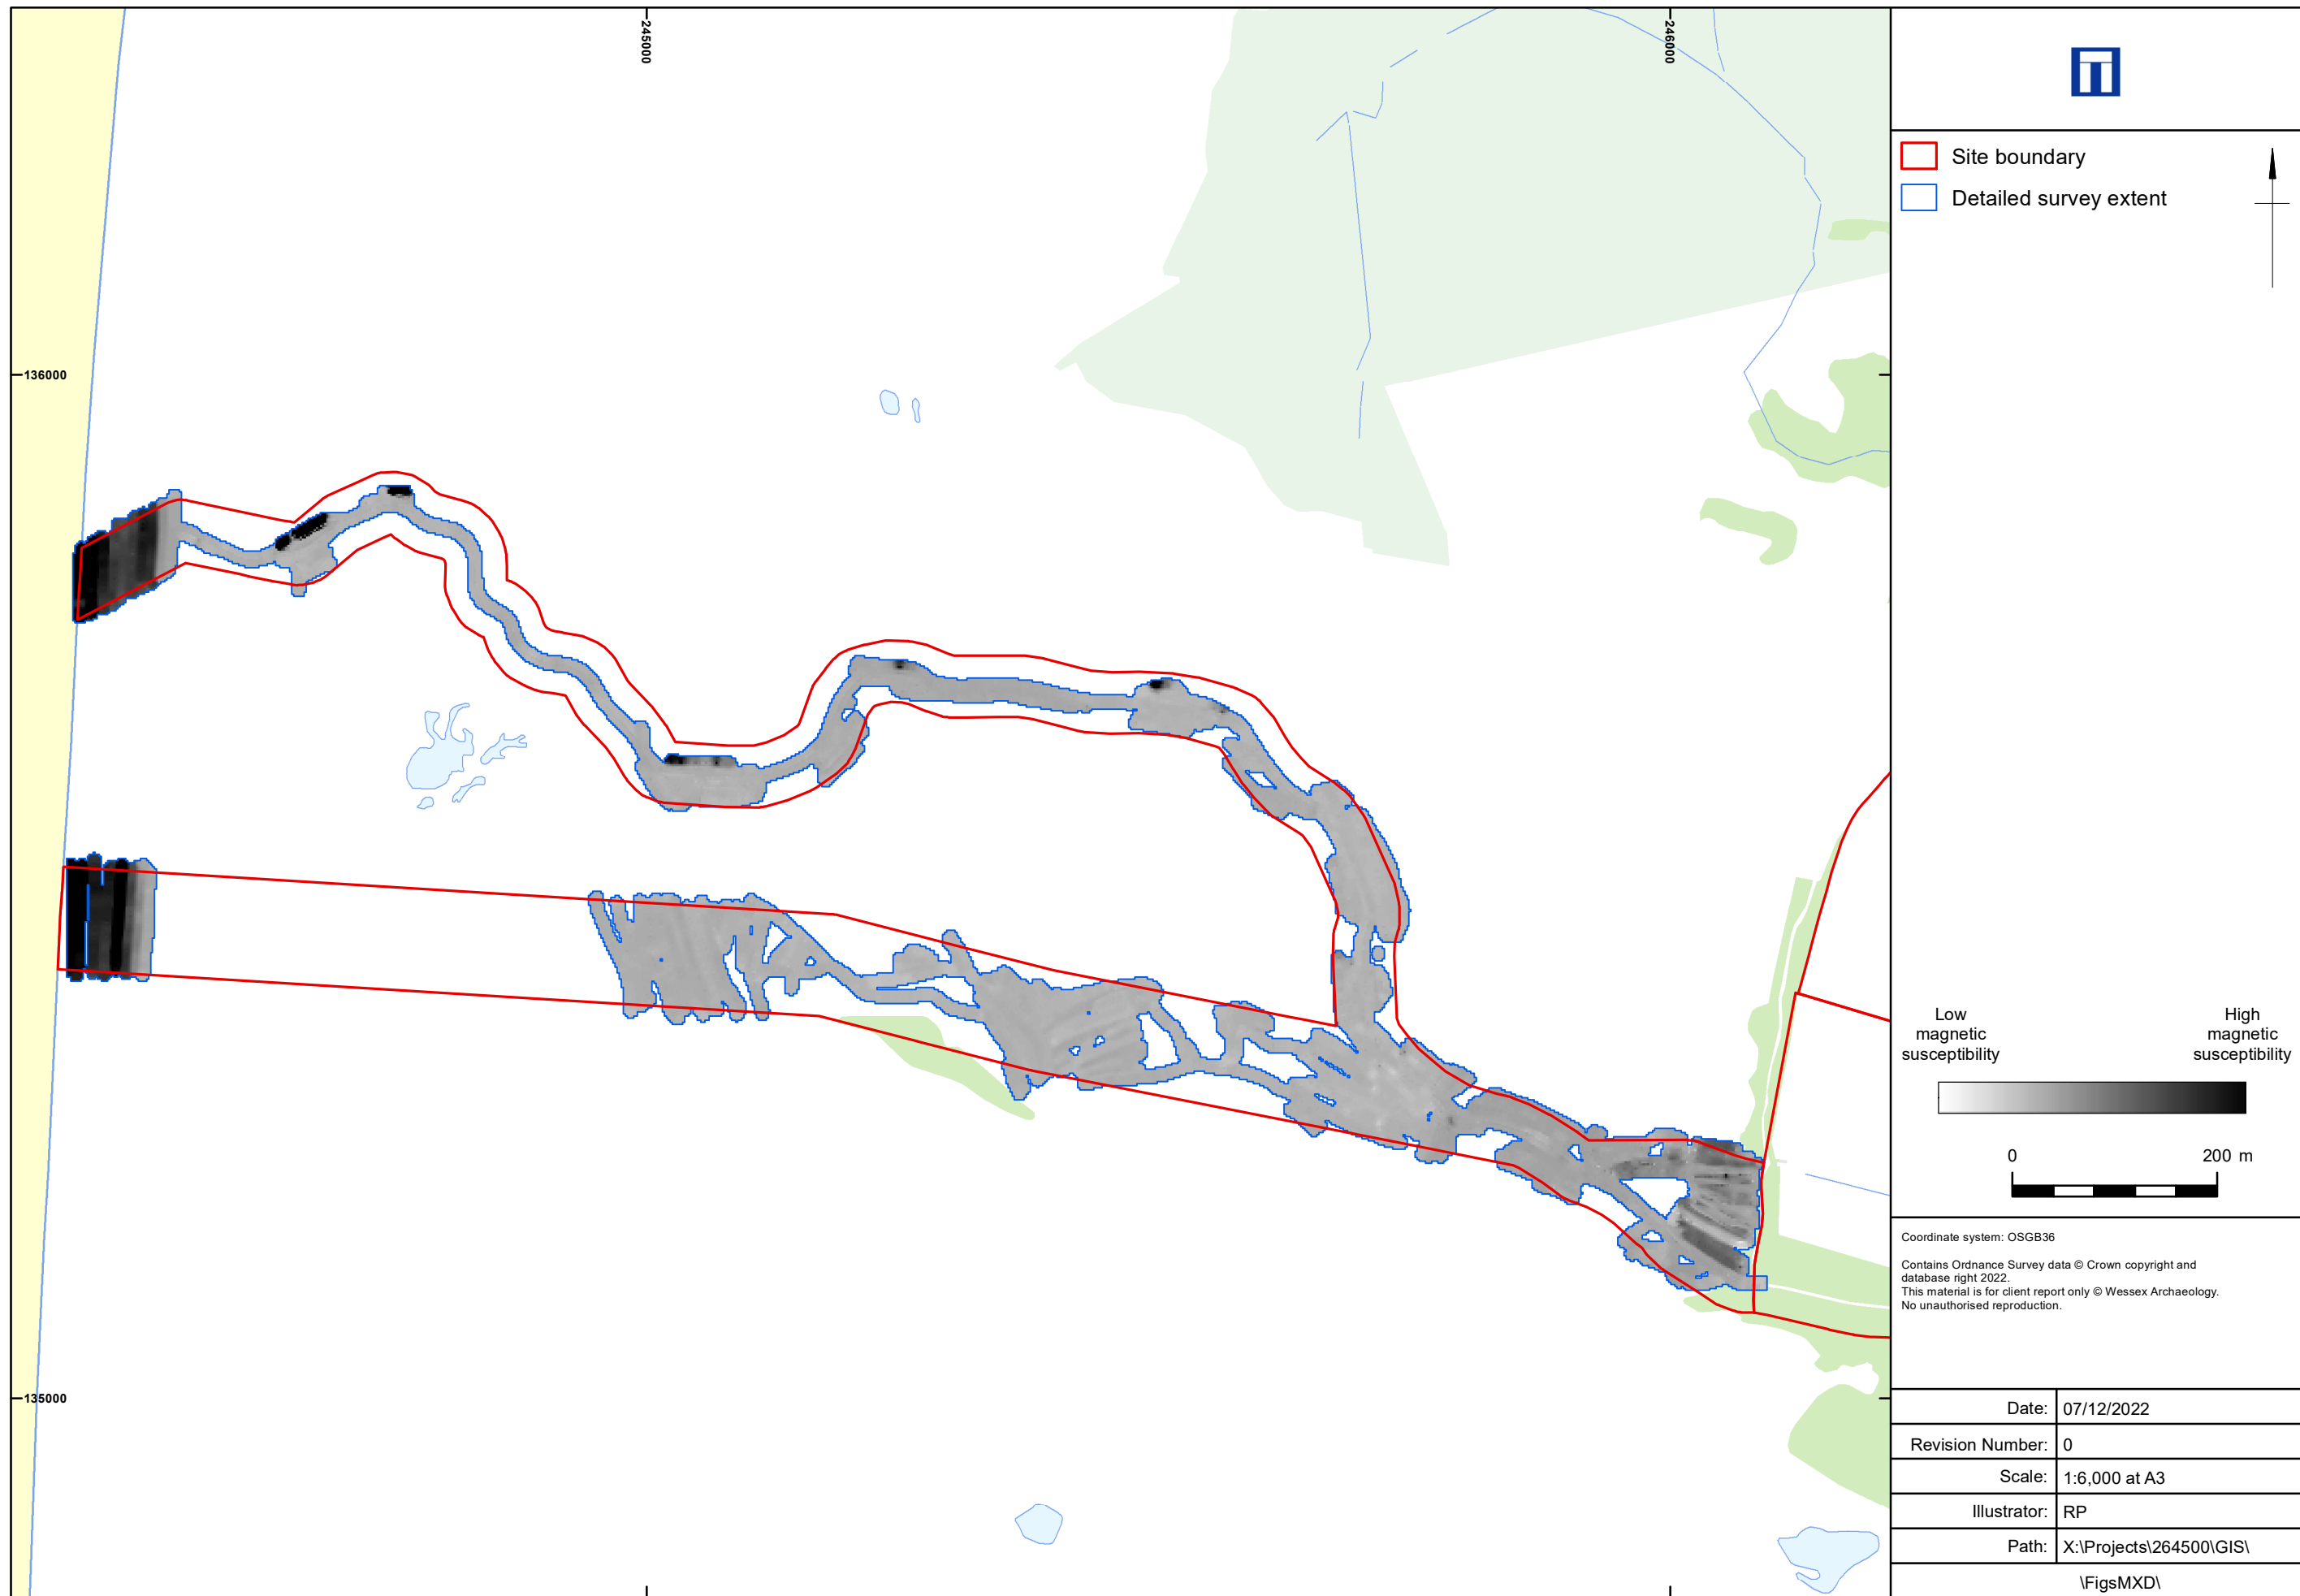 245000
246000
136000
135000
Site boundary
Detailed survey extent
Low
magnetic
susceptibility
High
magnetic
susceptibility
0 200 m
Coordinate system: OSGB36
Contains Ordnance Survey data © Crown copyright and
database right 2022.
This material is for client report only © Wessex Archaeology.
No unauthorised reproduction.
Date: 07/12/2022
Revision Number: 0
Scale: 1:6,000 at A3
Illustrator: RP
Path: X:\Projects\264500\GIS\
\FigsMXD\